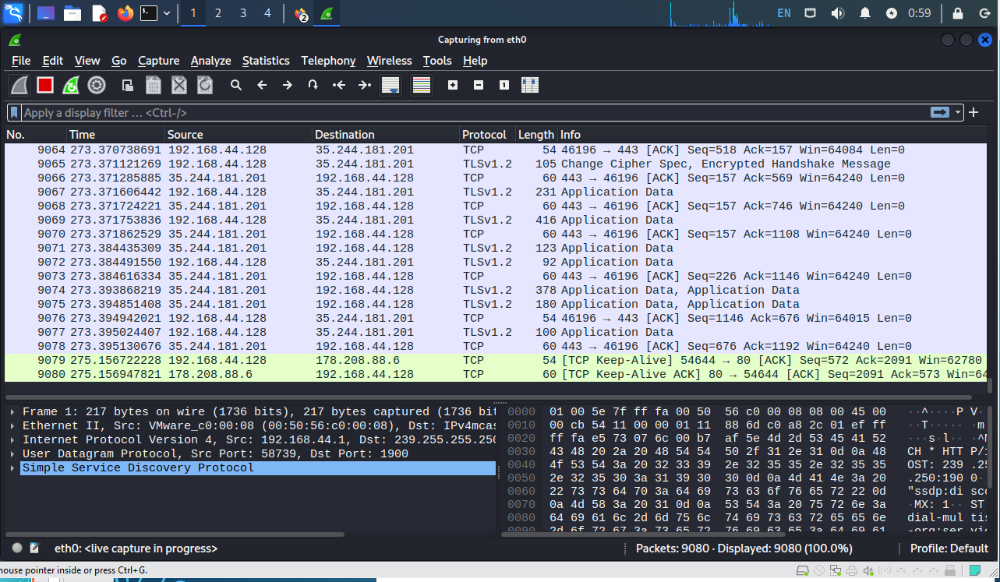 1 2 3 4 2 EN 0:59
Capturing from eth0
File Edit View Go Capture Analyze Statistics Telephony Wireless Tools Help
Apply a display filter … <Ctrl-/>
No. Time Source Destination Protocol Length Info
9064 273.370738691 192.168.44.128 35.244.181.201 TCP 54 46196 → 443 [ACK] Seq=518 Ack=157 Win=64084 Len=0
9065 273.371121269 192.168.44.128 35.244.181.201 TLSv1.2 105 Change Cipher Spec, Encrypted Handshake Message
9066 273.371285885 35.244.181.201 192.168.44.128 TCP 60 443 → 46196 [ACK] Seq=157 Ack=569 Win=64240 Len=0
9067 273.371606442 192.168.44.128 35.244.181.201 TLSv1.2 231 Application Data
9068 273.371724221 35.244.181.201 192.168.44.128 TCP 60 443 → 46196 [ACK] Seq=157 Ack=746 Win=64240 Len=0
9069 273.371753836 192.168.44.128 35.244.181.201 TLSv1.2 416 Application Data
9070 273.371862529 35.244.181.201 192.168.44.128 TCP 60 443 → 46196 [ACK] Seq=157 Ack=1108 Win=64240 Len=0
9071 273.384435309 35.244.181.201 192.168.44.128 TLSv1.2 123 Application Data
9072 273.384491550 192.168.44.128 35.244.181.201 TLSv1.2 92 Application Data
9073 273.384616334 35.244.181.201 192.168.44.128 TCP 60 443 → 46196 [ACK] Seq=226 Ack=1146 Win=64240 Len=0
9074 273.393868219 35.244.181.201 192.168.44.128 TLSv1.2 378 Application Data, Application Data
9075 273.394851408 35.244.181.201 192.168.44.128 TLSv1.2 180 Application Data, Application Data
9076 273.394942021 192.168.44.128 35.244.181.201 TCP 54 46196 → 443 [ACK] Seq=1146 Ack=676 Win=64015 Len=0
9077 273.395024407 192.168.44.128 35.244.181.201 TLSv1.2 100 Application Data
9078 273.395130676 35.244.181.201 192.168.44.128 TCP 60 443 → 46196 [ACK] Seq=676 Ack=1192 Win=64240 Len=0
9079 275.156722228 192.168.44.128 178.208.88.6 TCP 54 [TCP Keep-Alive] 54644 → 80 [ACK] Seq=572 Ack=2091 Win=62780
9080 275.156947821 178.208.88.6 192.168.44.128 TCP 60 [TCP Keep-Alive ACK] 80 → 54644 [ACK] Seq=2091 Ack=573 Win=64
Frame 1: 217 bytes on wire (1736 bits), 217 bytes captured (1736 bit
Ethernet II, Src: VMware_c0:00:08 (00:50:56:c0:00:08), Dst: IPv4mcas
Internet Protocol Version 4, Src: 192.168.44.1, Dst: 239.255.255.250
User Datagram Protocol, Src Port: 58739, Dst Port: 1900
Simple Service Discovery Protocol
0000 01 00 5e 7f ff fa 00 50 56 c0 00 08 08 00 45 00 ··^····P V·
0010 00 cb 54 11 00 00 01 11 88 6d c0 a8 2c 01 ef ff ··T····· ·m
0020 ff fa e5 73 07 6c 00 b7 af 5e 4d 2d 53 45 41 52 ···s·l·· ·^M
0030 43 48 20 2a 20 48 54 54 50 2f 31 2e 31 0d 0a 48 CH * HTT P/1
0040 4f 53 54 3a 20 32 33 39 2e 32 35 35 2e 32 35 35 OST: 239 .25
0050 2e 32 35 30 3a 31 39 30 30 0d 0a 4d 41 4e 3a 20 .250:190 0·
0060 22 73 73 64 70 3a 64 69 73 63 6f 76 65 72 22 0d "ssdp:di sco
0070 0a 4d 58 3a 20 31 0d 0a 53 54 3a 20 75 72 6e 3a ·MX: 1·· ST
0080 64 69 61 6c 2d 6d 75 6c 74 69 73 63 72 65 65 6e dial-mul tis
0090 2d 6f 72 67 3a 73 65 72 76 69 63 65 3a 64 69 61 -org:ser vic
eth0: <live capture in progress> Packets: 9080 · Displayed: 9080 (100.0%) Profile: Default
mouse pointer inside or press Ctrl+G.